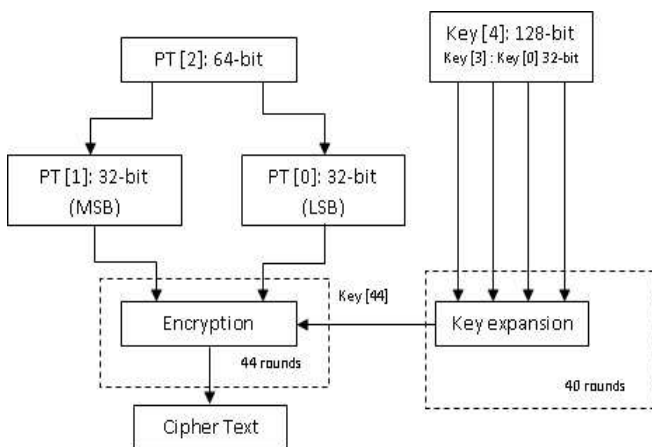 PT [2]: 64-bit
Key [4]: 128-bit
Key [3] : Key [0] 32-bit
PT [1]: 32-bit
(MSB)
PT [0]: 32-bit
(LSB)
Key [44]
Encryption
Key expansion
44 rounds
40 rounds
Cipher Text